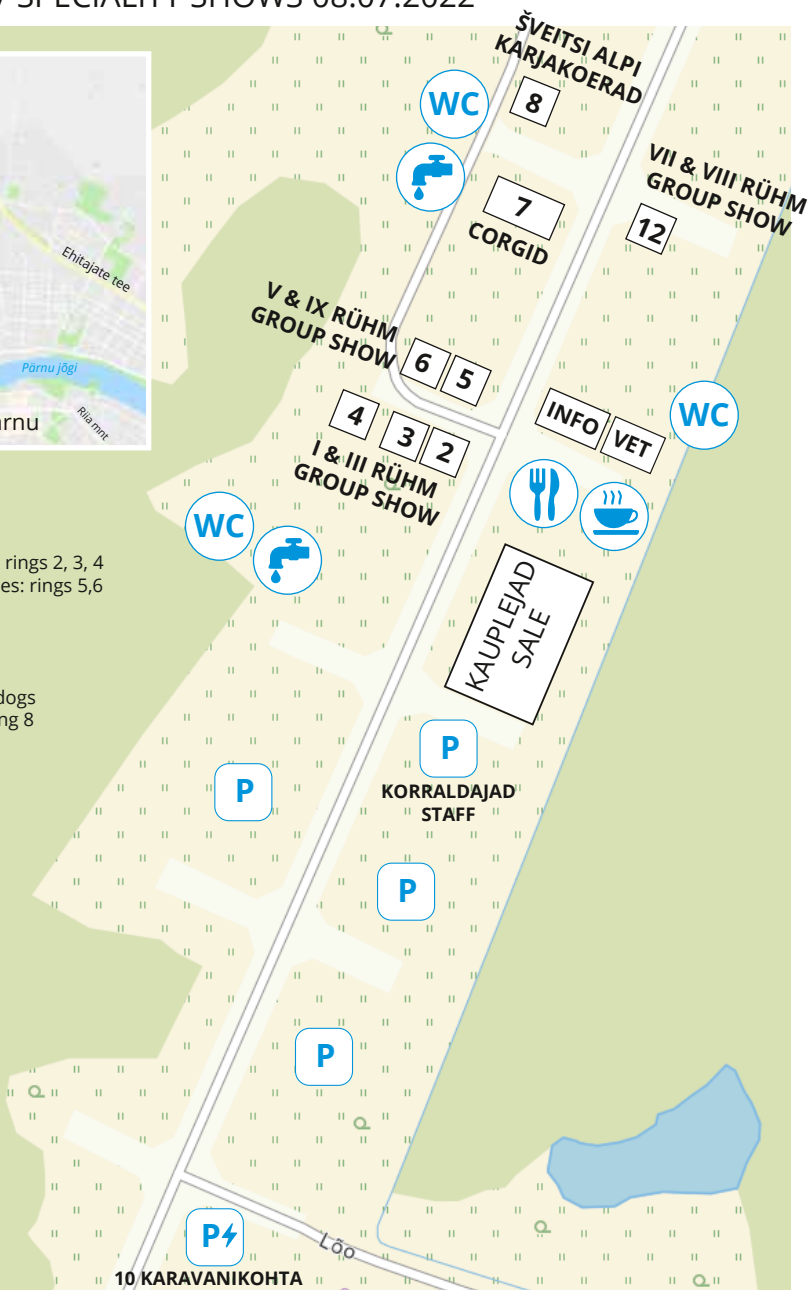 SPECIALITY SHOWS 08.07.2022
ŠVEITSI ALPI
KARJAKOERAD
WC
8
VII & VIII RÜHM
GROUP SHOW
12
7
CORGID
Ehitajate tee
V & IX RÜHM
GROUP SHOW
6
5
Pärnu jõgi
Riia mnt
rnu
4
3
2
INFO
VET
WC
I & III RÜHM
GROUP SHOW
WC
rings 2, 3, 4
es: rings 5,6
KAUPLEJAD
SALE
dogs
ng 8
P
KORRALDAJAD
STAFF
P
P
P
P
Lõo
10 KARAVANIKOHTA